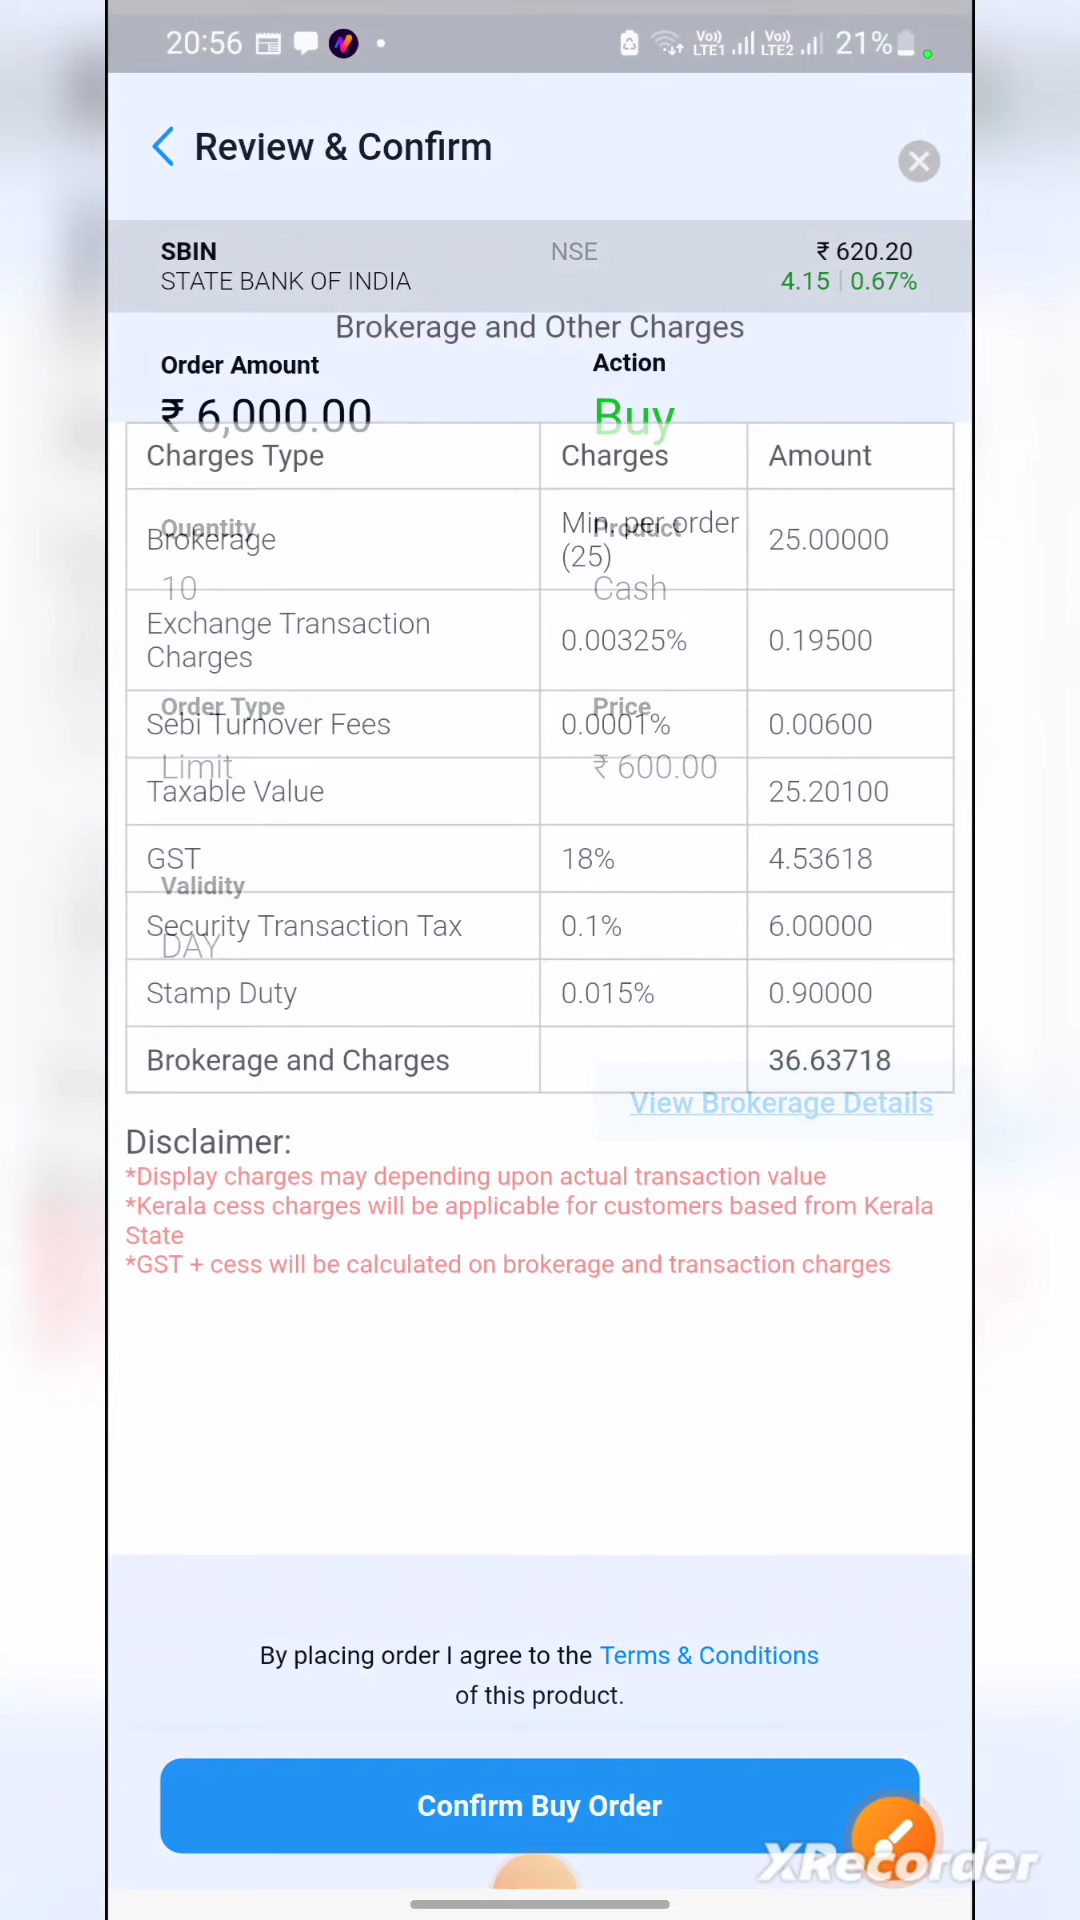 20:56
Vo)) LTE1 Vo)) LTE2 21%
Review & Confirm
SBIN NSE ₹ 620.20
STATE BANK OF INDIA 4.15 | 0.67%
Brokerage and Other Charges
Order Amount Action
₹ 6,000.00 Buy
Charges Type Charges Amount
Quantity Product
Brokerage Min. per order (25) 25.00000
10 Cash
Exchange Transaction
Charges 0.00325% 0.19500
Order Type Price
Sebi Turnover Fees 0.0001% 0.00600
Limit ₹ 600.00
Taxable Value 25.20100
GST 18% 4.53618
Validity
Security Transaction Tax 0.1% 6.00000
DAY
Stamp Duty 0.015% 0.90000
Brokerage and Charges 36.63718
View Brokerage Details
Disclaimer:
*Display charges may depending upon actual transaction value
*Kerala cess charges will be applicable for customers based from Kerala
State
*GST + cess will be calculated on brokerage and transaction charges
By placing order I agree to the Terms & Conditions
of this product.
Confirm Buy Order
XRecorder